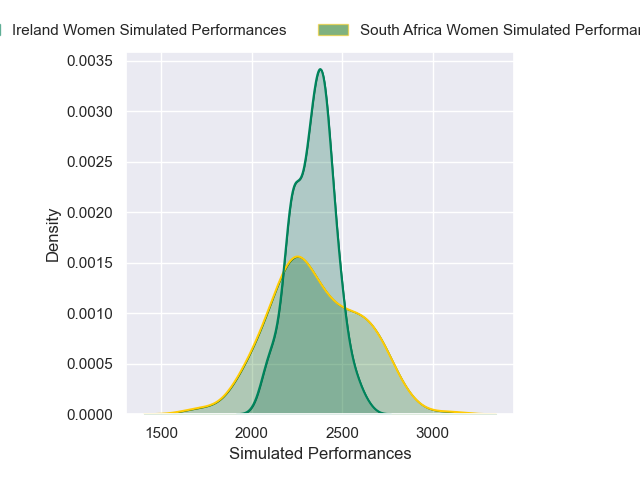 Ireland Women Simulated Performances
South Africa Women Simulated
0.0035
0.0030
0.0025
0.0020
0.0015
0.0010
0.0005
0.0000
Density
1500 2000 2500 3000
Simulated Performances